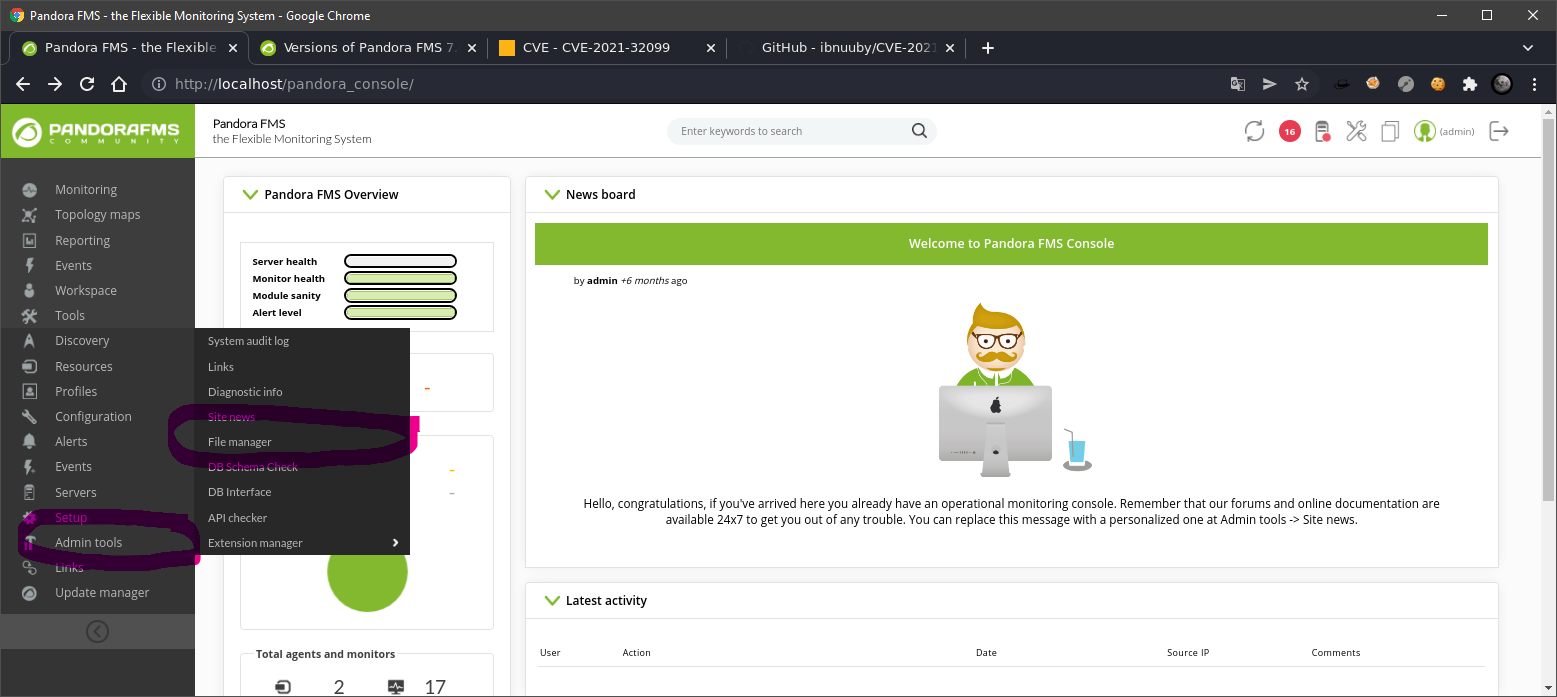 Pandora FMS - the Flexible Monitoring System - Google Chrome
Pandora FMS - the Flexible
Versions of Pandora FMS 7.
CVE - CVE-2021-32099
GitHub - ibnuuby/CVE-2021
http://localhost/pandora_console/
PANDORAFMS
COMMUNITY
Pandora FMS
the Flexible Monitoring System
Enter keywords to search
16
(admin)
Monitoring
Topology maps
Reporting
Events
Workspace
Tools
Discovery
Resources
Profiles
Configuration
Alerts
Events
Servers
Setup
Admin tools
Links
Update manager
System audit log
Links
Diagnostic info
Site news
File manager
DB Schema Check
DB Interface
API checker
Extension manager
Pandora FMS Overview
Server health
Monitor health
Module sanity
Alert level
-
-
-
Total agents and monitors
2 17
News board
Welcome to Pandora FMS Console
by admin +6 months ago
Hello, congratulations, if you've arrived here you already have an operational monitoring console. Remember that our forums and online documentation are
available 24x7 to get you out of any trouble. You can replace this message with a personalized one at Admin tools -> Site news.
Latest activity
User Action Date Source IP Comments